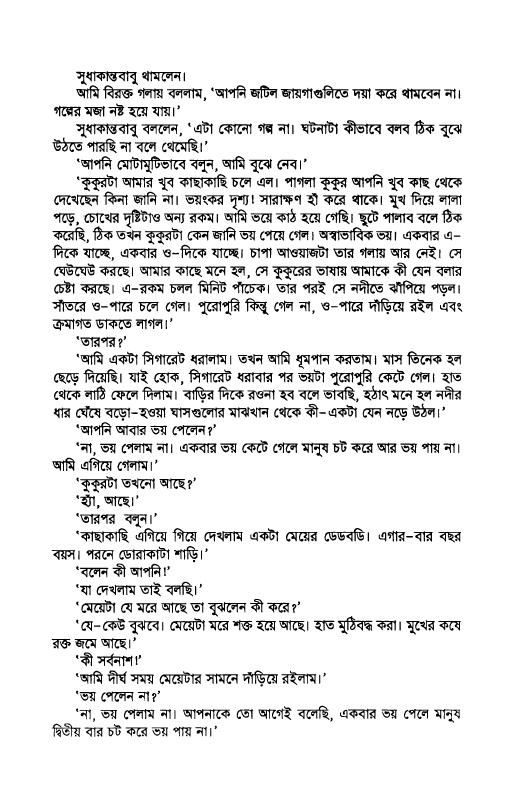 সুধাকান্তবাবু থামলেন।
আমি বিরক্ত গলায় বললাম, ‘আপনি জটিল জায়গাগুলিতে দয়া করে থামবেন না।
গল্পের মজা নষ্ট হয়ে যায়।’
সুধাকান্তবাবু বললেন, ‘এটা কোনো গল্প না। ঘটনাটা কীভাবে বলব ঠিক বুঝে
উঠতে পারছি না বলে থেমেছি।’
‘আপনি মোটামুটিভাবে বলুন, আমি বুঝে নেব।’
‘কুকুরটা আমার খুব কাছাকাছি চলে এল। পাগলা কুকুর আপনি খুব কাছ থেকে
দেখেছেন কিনা জানি না। ভয়ংকর দৃশ্য! সারাক্ষণ হাঁ করে থাকে। মুখ দিয়ে লালা
পড়ে, চোখের দৃষ্টিটাও অন্য রকম। আমি ভয়ে কাঠ হয়ে গেছি। ছুটে পালাব বলে ঠিক
করেছি, ঠিক তখন কুকুরটা কেন জানি ভয় পেয়ে গেল। অস্বাভাবিক ভয়। একবার এ-
দিকে যাচ্ছে, একবার ও-দিকে যাচ্ছে। চাপা আওয়াজটা তার গলায় আর নেই। সে
ঘেউঘেউ করছে। আমার কাছে মনে হল, সে কুকুরের ভাষায় আমাকে কী যেন বলার
চেষ্টা করছে। এ-রকম চলল মিনিট পাঁচেক। তার পরই সে নদীতে ঝাঁপিয়ে পড়ল।
সাঁতরে ও-পারে চলে গেল। পুরোপুরি কিন্তু গেল না, ও-পারে দাঁড়িয়ে রইল এবং
ক্রমাগত ডাকতে লাগল।’
‘তারপর?’
‘আমি একটা সিগারেট ধরালাম। তখন আমি ধূমপান করতাম। মাস তিনেক হল
ছেড়ে দিয়েছি। যাই হোক, সিগারেট ধরাবার পর ভয়টা পুরোপুরি কেটে গেল। হাত
থেকে লাঠি ফেলে দিলাম। বাড়ির দিকে রওনা হব বলে ভাবছি, হঠাৎ মনে হল নদীর
ধার ঘেঁষে বড়ো-হওয়া ঘাসগুলোর মাঝখান থেকে কী-একটা যেন নড়ে উঠল।’
‘আপনি আবার ভয় পেলেন?’
‘না, ভয় পেলাম না। একবার ভয় কেটে গেলে মানুষ চট করে আর ভয় পায় না।
আমি এগিয়ে গেলাম।’
‘কুকুরটা তখনো আছে?’
‘হ্যাঁ, আছে।’
‘তারপর বলুন।’
‘কাছাকাছি এগিয়ে গিয়ে দেখলাম একটা মেয়ের ডেডবডি। এগার-বার বছর
বয়স। পরনে ডোরাকাটা শাড়ি।’
‘বলেন কী আপনি!’
‘যা দেখলাম তাই বলছি।’
‘মেয়েটা যে মরে আছে তা বুঝলেন কী করে?’
‘যে-কেউ বুঝবে। মেয়েটা মরে শক্ত হয়ে আছে। হাত মুঠিবদ্ধ করা। মুখের কষে
রক্ত জমে আছে।’
‘কী সর্বনাশ!’
‘আমি দীর্ঘ সময় মেয়েটার সামনে দাঁড়িয়ে রইলাম।’
‘ভয় পেলেন না?’
‘না, ভয় পেলাম না। আপনাকে তো আগেই বলেছি, একবার ভয় পেলে মানুষ
দ্বিতীয় বার চট করে ভয় পায় না।’